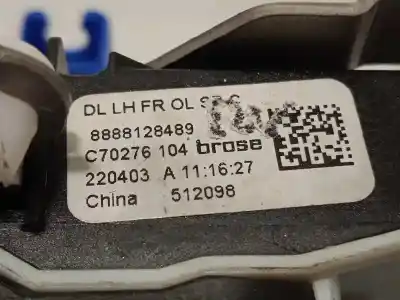 DL LH FR OL
8888128489
C70276 104 brose
220403 A 11:16:27
China 512098